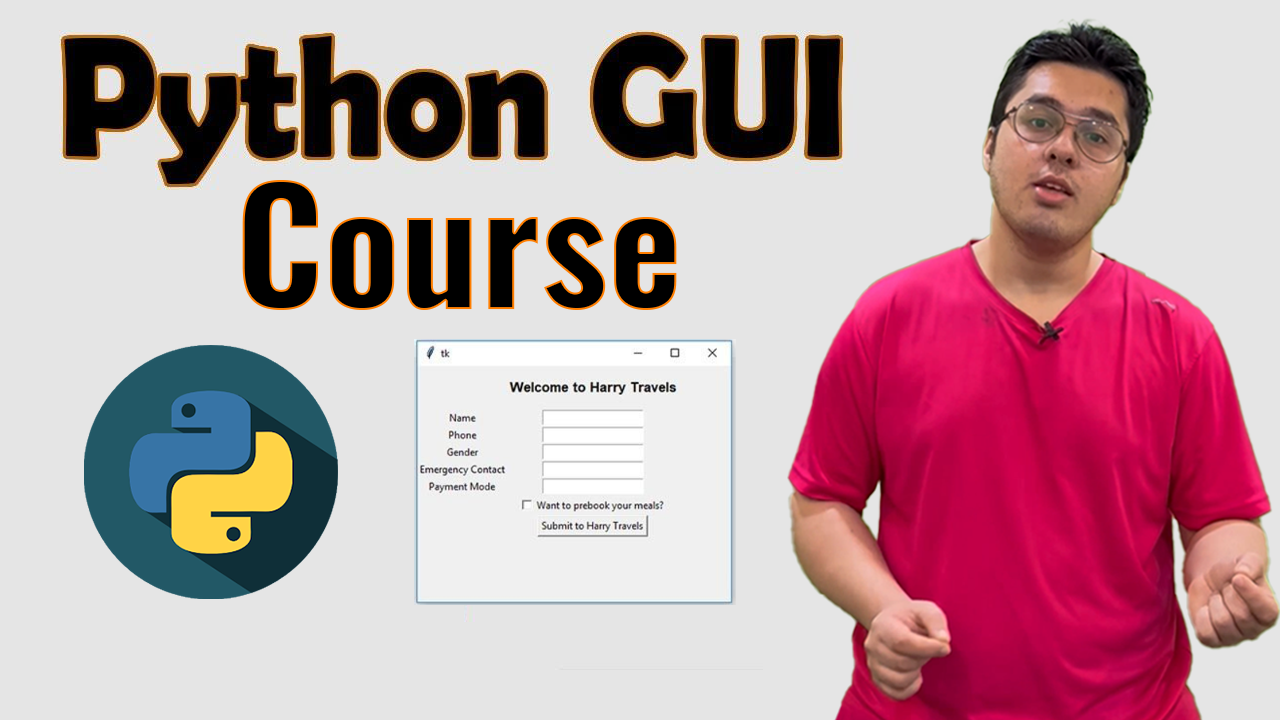 Python GUI
Course
tk
Welcome to Harry Travels
Name
Phone
Gender
Emergency Contact
Payment Mode
Want to prebook your meals?
Submit to Harry Travels